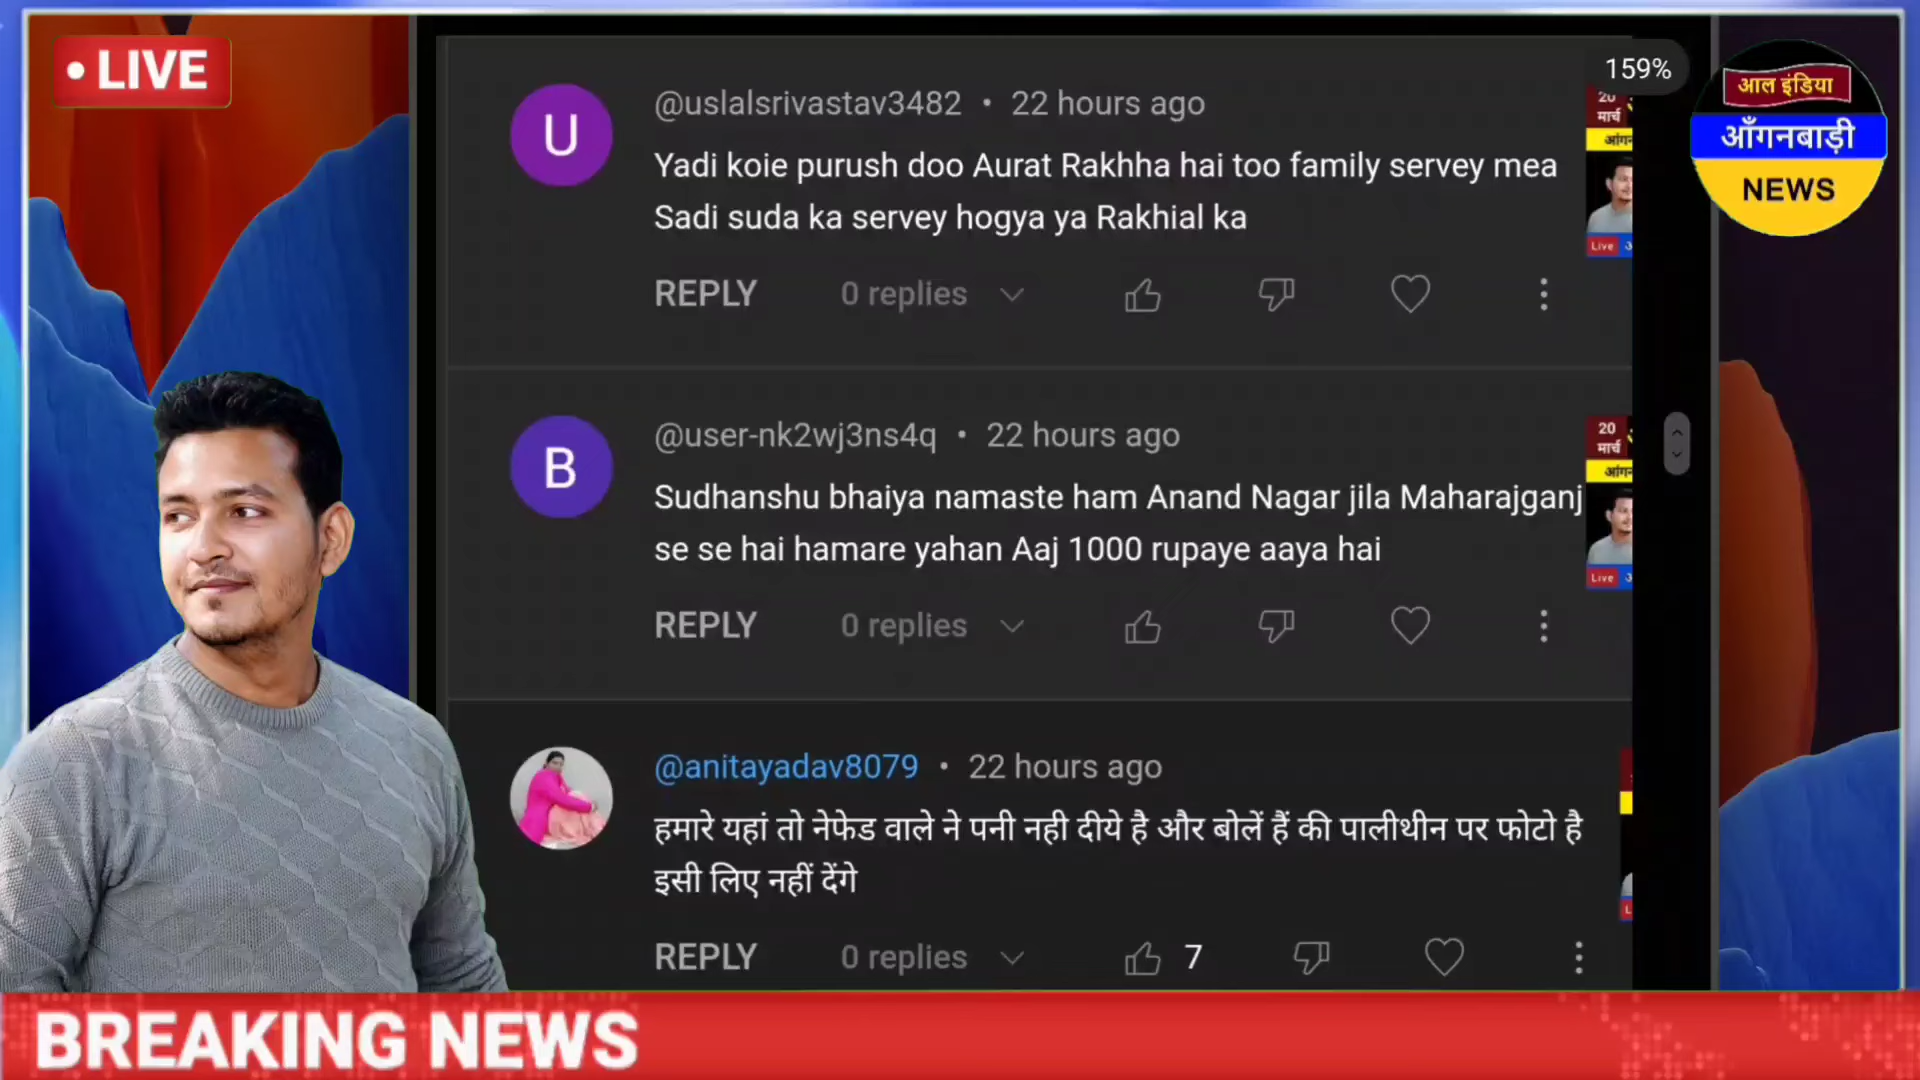 • LIVE
159%
आल इंडिया
आँगनबाड़ी
NEWS
U
@uslalsrivastav3482 • 22 hours ago
Yadi koie purush doo Aurat Rakhha hai too family servey mea
Sadi suda ka servey hogya ya Rakhial ka
REPLY 0 replies
20
मार्च
Live
B
@user-nk2wj3ns4q • 22 hours ago
Sudhanshu bhaiya namaste ham Anand Nagar jila Maharajganj
se se hai hamare yahan Aaj 1000 rupaye aaya hai
REPLY 0 replies
20
मार्च
Live
@anitayadav8079 • 22 hours ago
हमारे यहां तो नेफेड वाले ने पनी नही दीये है और बोलें हैं की पालीथीन पर फोटो है
इसी लिए नहीं देंगे
REPLY 0 replies 7
BREAKING NEWS